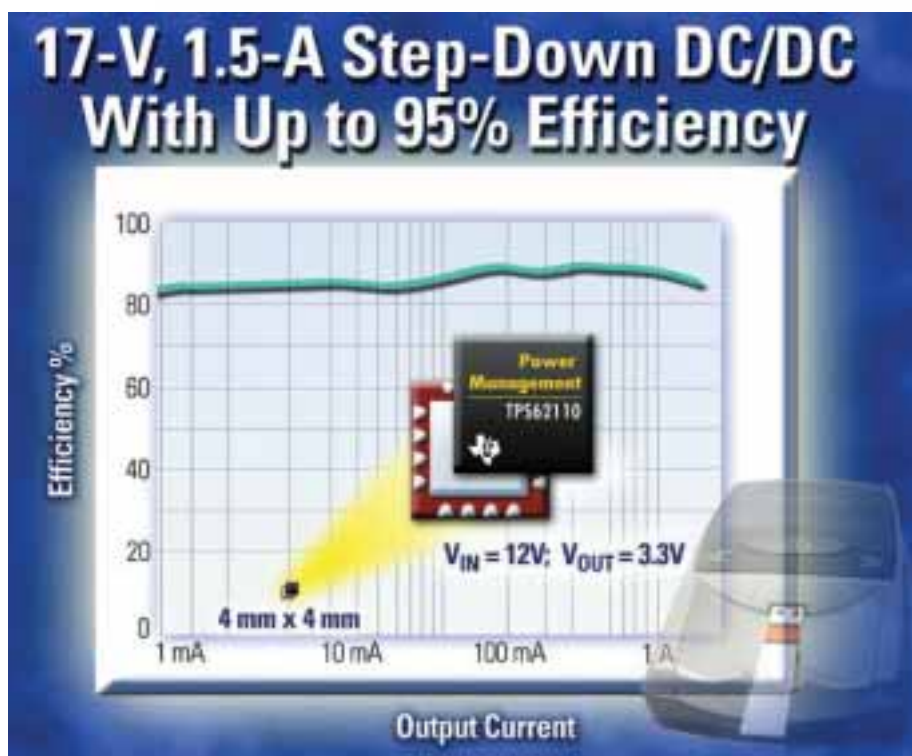 17-V, 1.5-A Step-Down DC/DC
With Up to 95% Efficiency
100
80
60
40
20
0
Efficiency %
Power
Management
TPS62110
V_IN = 12V; V_OUT = 3.3V
4 mm x 4 mm
1 mA 10 mA 100 mA 1 A
Output Current